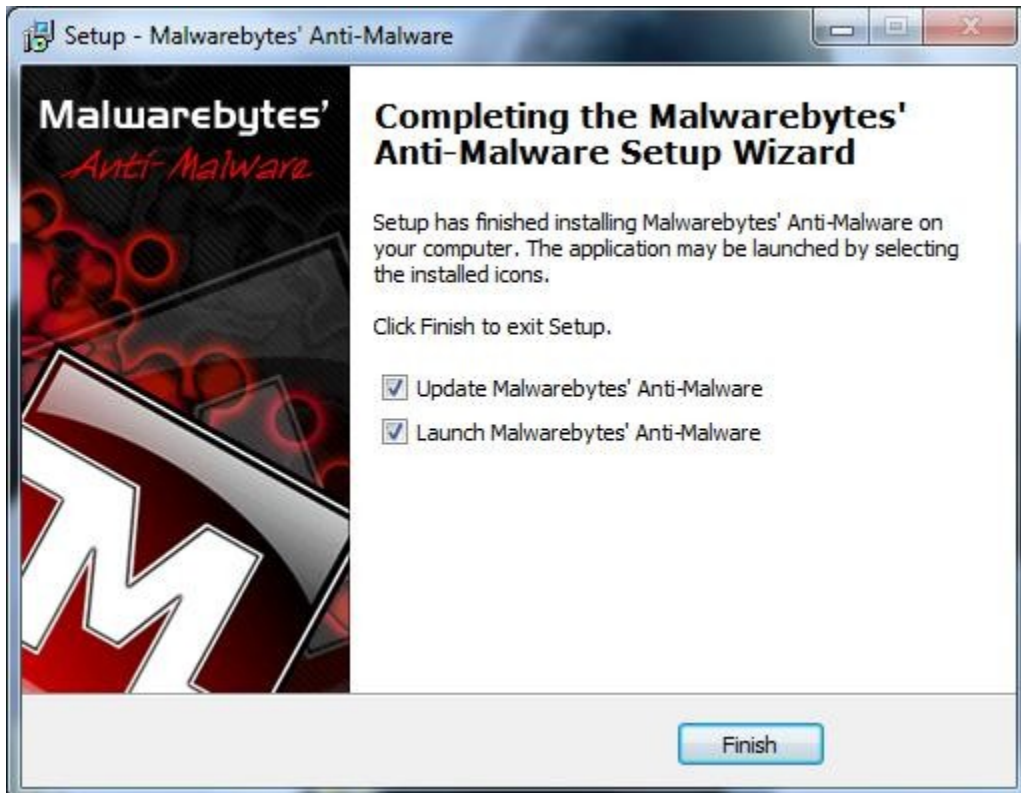 Setup - Malwarebytes' Anti-Malware
Malwarebytes'
Anti-Malware
Completing the Malwarebytes'
Anti-Malware Setup Wizard
Setup has finished installing Malwarebytes' Anti-Malware on
your computer. The application may be launched by selecting
the installed icons.
Click Finish to exit Setup.
Update Malwarebytes' Anti-Malware
Launch Malwarebytes' Anti-Malware
M
Finish